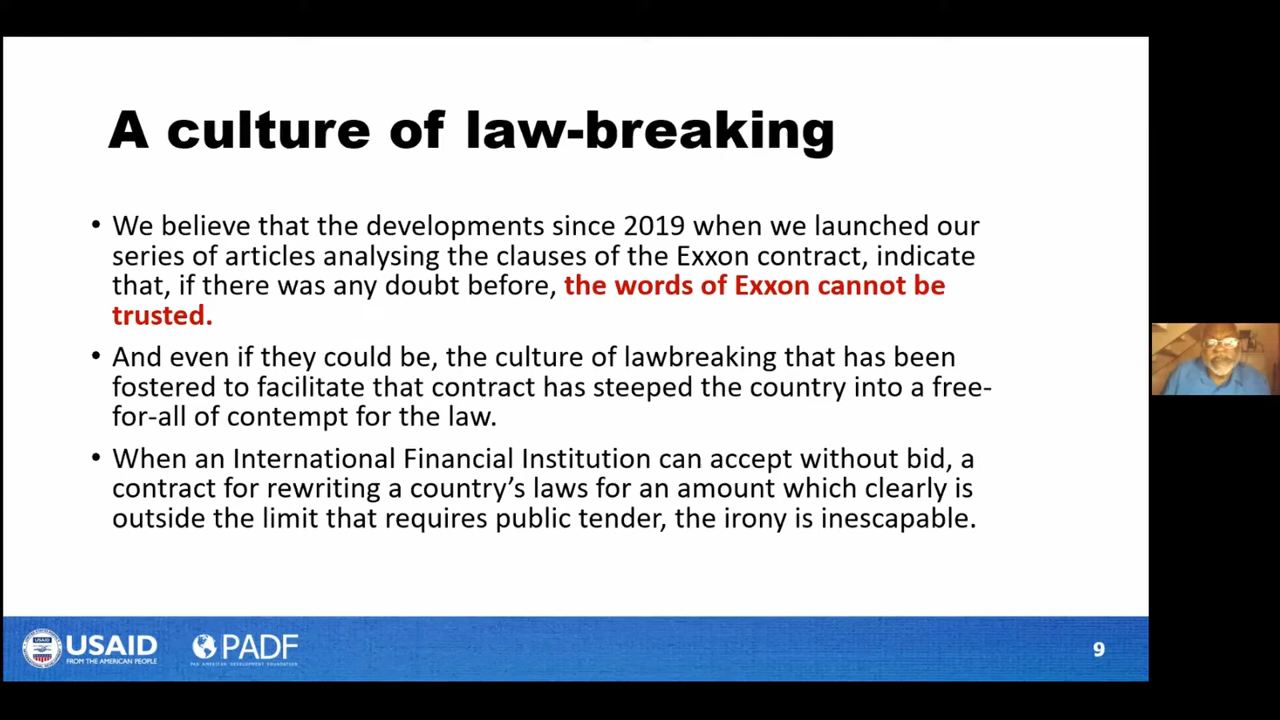 A culture of law-breaking
• We believe that the developments since 2019 when we launched our
series of articles analysing the clauses of the Exxon contract, indicate
that, if there was any doubt before, the words of Exxon cannot be
trusted.
• And even if they could be, the culture of lawbreaking that has been
fostered to facilitate that contract has steeped the country into a free-
for-all of contempt for the law.
• When an International Financial Institution can accept without bid, a
contract for rewriting a country's laws for an amount which clearly is
outside the limit that requires public tender, the irony is inescapable.
USAID
USAID
FROM THE AMERICAN PEOPLE
PADF
PAN AMERICAN DEVELOPMENT FOUNDATION
9